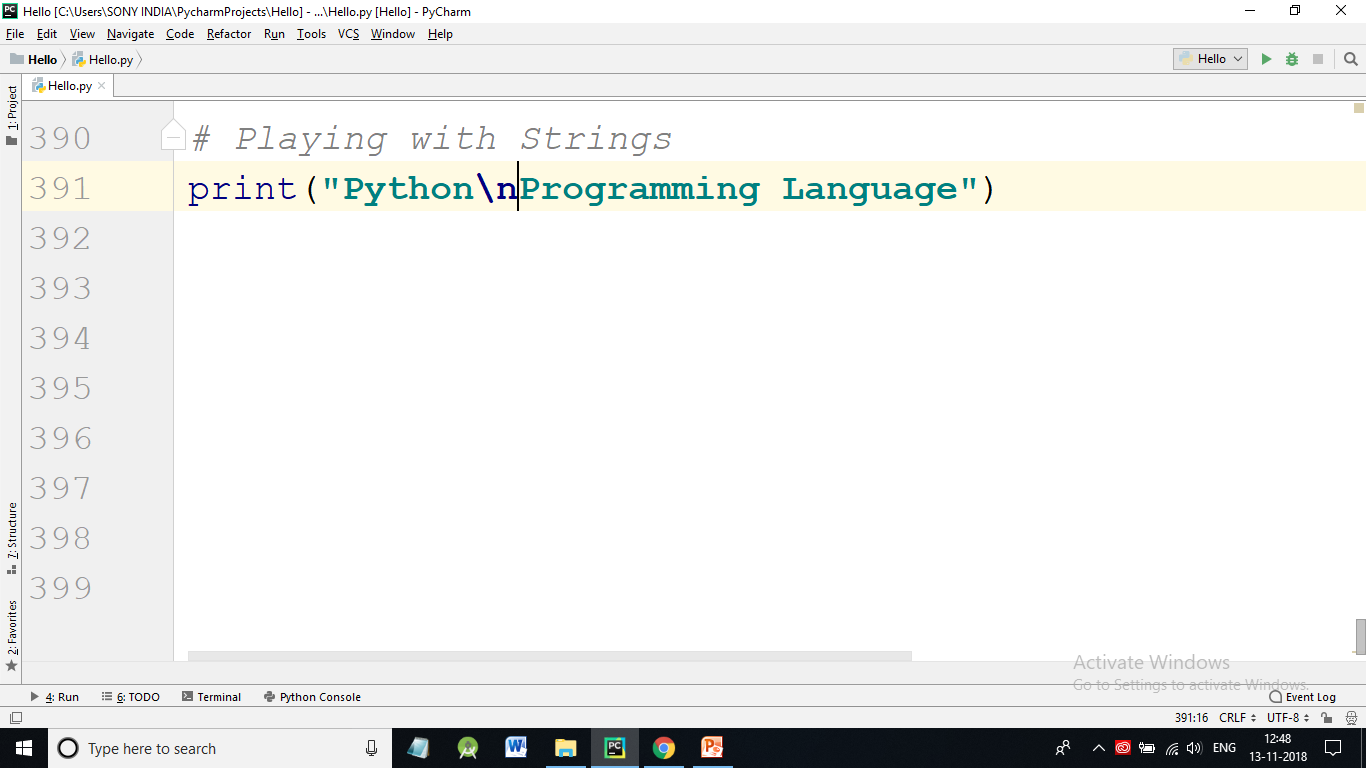 Hello [C:\Users\SONY INDIA\PycharmProjects\Hello] - ...\Hello.py [Hello] - PyCharm
File Edit View Navigate Code Refactor Run Tools VCS Window Help
Hello Hello.py Hello
Hello.py
1: Project
390 # Playing with Strings
391 print("Python\nProgramming Language")
392
393
394
395
396
397
398
399
7: Structure
2: Favorites
Activate Windows
Go to Settings to activate Windows.
4: Run 6: TODO Terminal Python Console Event Log
391:16 CRLF UTF-8
Type here to search ENG 12:48
13-11-2018